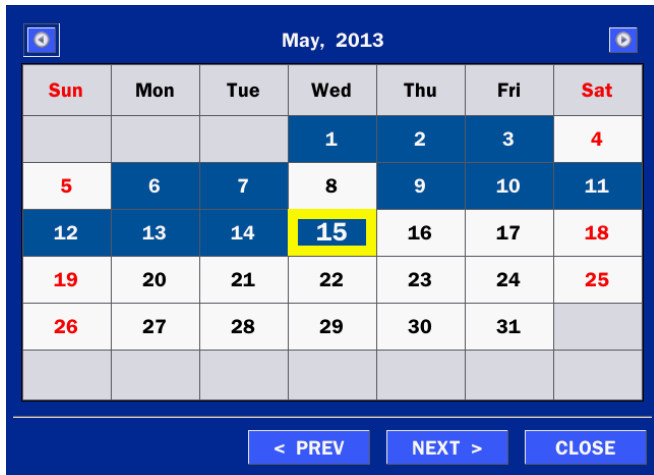 May, 2013
Sun Mon Tue Wed Thu Fri Sat
1 2 3 4
5 6 7 8 9 10 11
12 13 14 15 16 17 18
19 20 21 22 23 24 25
26 27 28 29 30 31
< PREV NEXT > CLOSE